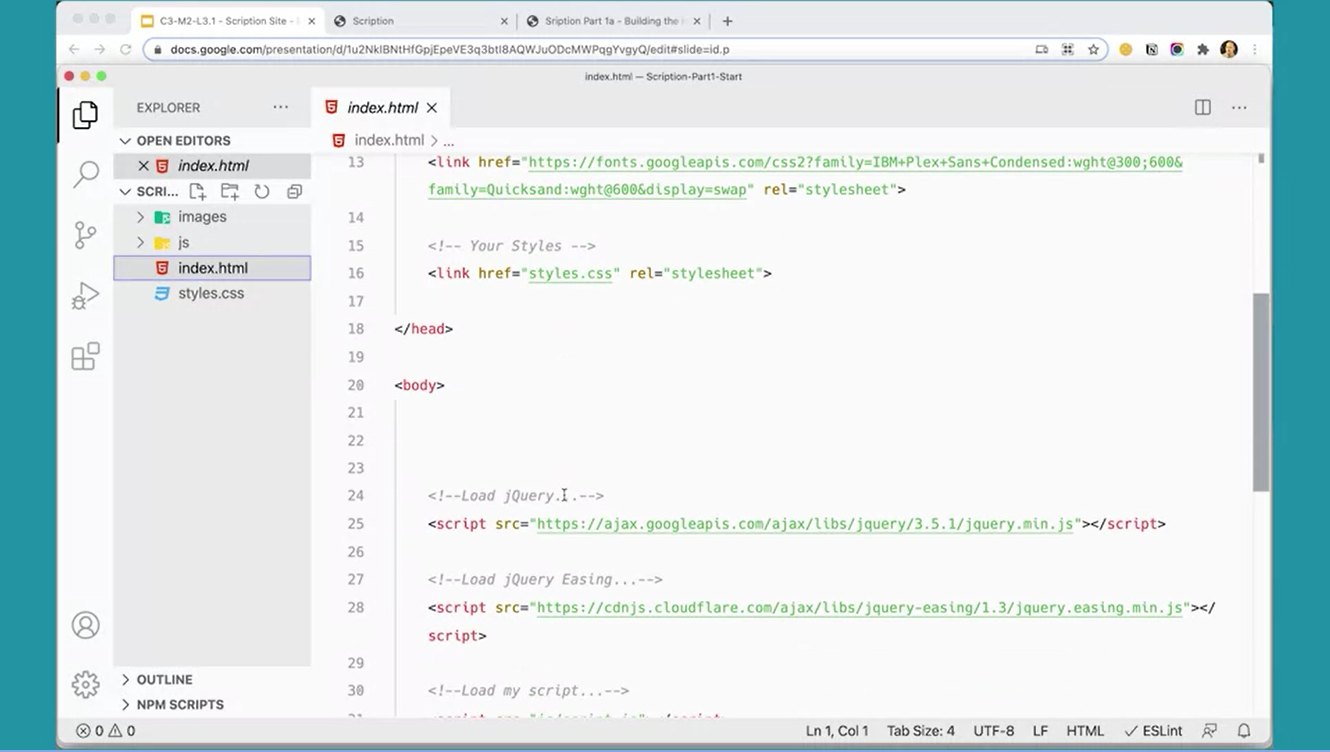 C3-M2-L3.1 - Scription Site -
Scription
Sription Part 1a - Building the
docs.google.com/presentation/d/1u2NkIBNtHfGpjEpeVE3q3btI8AQWJuODcMWPqgYvgyQ/edit#slide=id.p
index.html — Scription-Part1-Start
EXPLORER
index.html
OPEN EDITORS
index.html > ...
index.html
SCRI...
images
js
index.html
styles.css
13 <link href="https://fonts.googleapis.com/css2?family=IBM+Plex+Sans+Condensed:wght@300;600&
family=Quicksand:wght@600&display=swap" rel="stylesheet">
14
15 <!-- Your Styles -->
16 <link href="styles.css" rel="stylesheet">
17
18 </head>
19
20 <body>
21
22
23
24 <!--Load jQuery...-->
25 <script src="https://ajax.googleapis.com/ajax/libs/jquery/3.5.1/jquery.min.js"></script>
26
27 <!--Load jQuery Easing...-->
28 <script src="https://cdnjs.cloudflare.com/ajax/libs/jquery-easing/1.3/jquery.easing.min.js"></
script>
29
30 <!--Load my script...-->
OUTLINE
NPM SCRIPTS
0 0
Ln 1, Col 1 Tab Size: 4 UTF-8 LF HTML ESLint